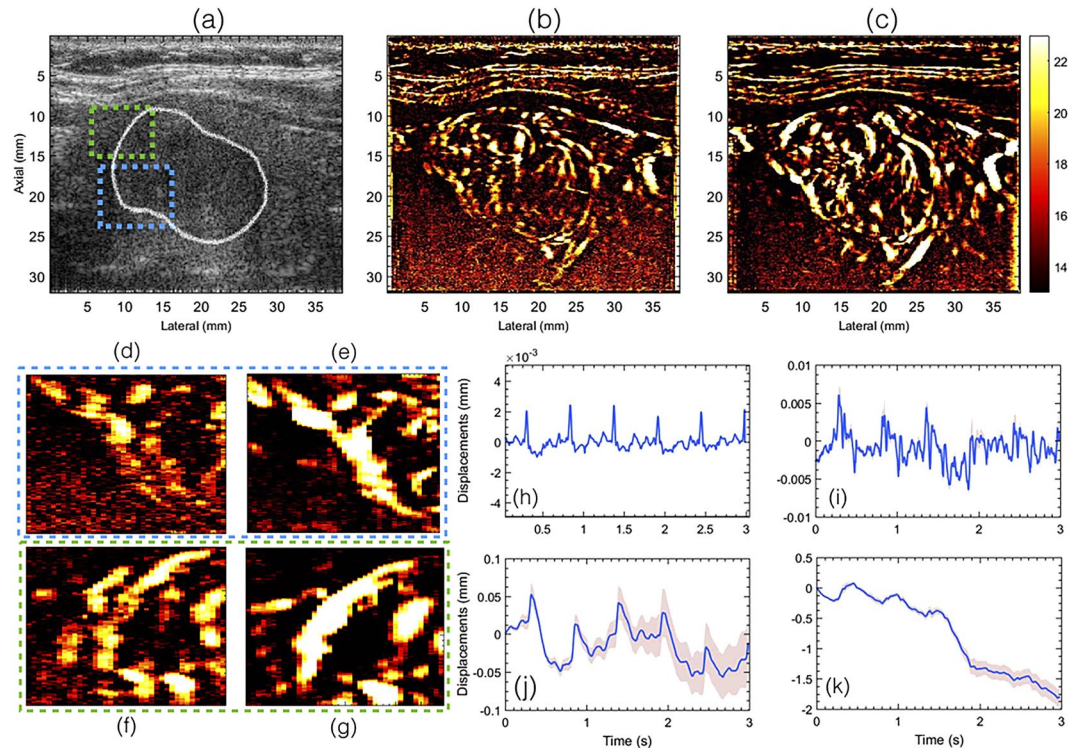 (a) (b) (c)
5 10 15 20 25 30
Axial (mm)
5 10 15 20 25 30 35
Lateral (mm)
5 10 15 20 25 30
5 10 15 20 25 30 35
Lateral (mm)
5 10 15 20 25 30
5 10 15 20 25 30 35
Lateral (mm)
22 21 20 19 18 17 16 15 14
(d) (e)
(f) (g)
×10⁻³
Displacements (mm)
4 2 0 -2 -4
(h)
0.5 1 1.5 2 2.5 3
0.01 0.005 0 -0.005 -0.01
(i)
0 1 2 3
Displacements (mm)
0.1 0.05 0 -0.05 -0.1
(j)
0 1 2 3
Time (s)
0.5 0 -0.5 -1 -1.5 -2
(k)
0 1 2 3
Time (s)